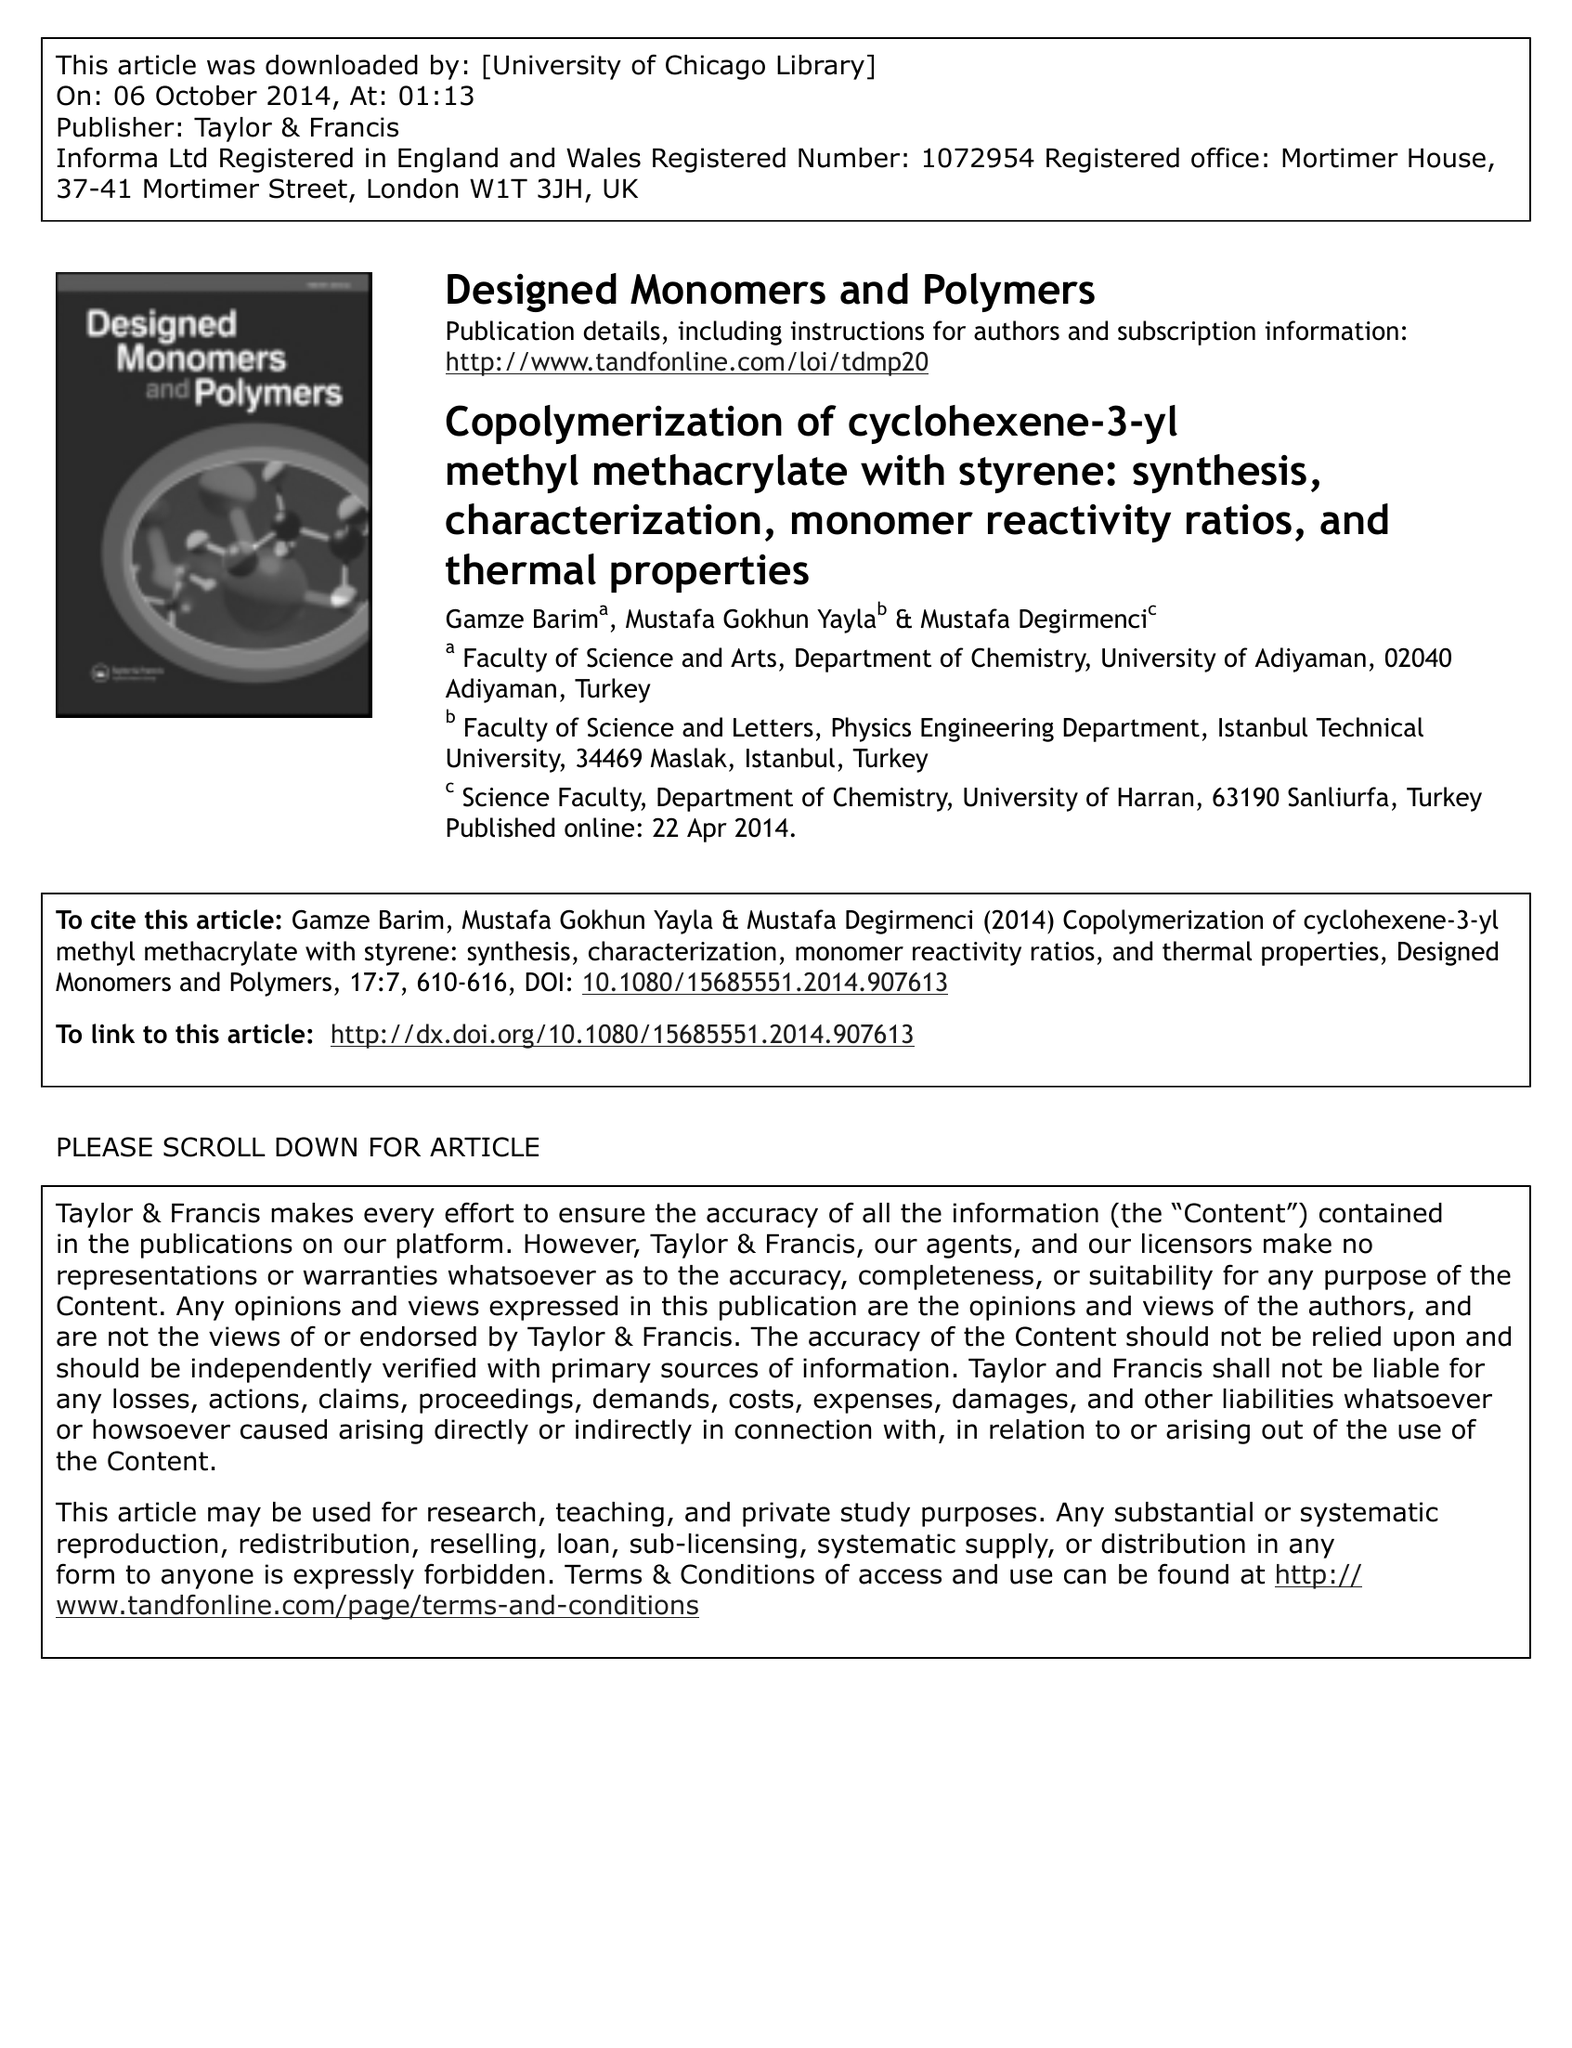 This article was downloaded by: [University of Chicago Library]
On: 06 October 2014, At: 01:13
Publisher: Taylor & Francis
Informa Ltd Registered in England and Wales Registered Number: 1072954 Registered office: Mortimer House,
37-41 Mortimer Street, London W1T 3JH, UK
Designed
Monomers
and Polymers
Designed Monomers and Polymers
Publication details, including instructions for authors and subscription information:
http://www.tandfonline.com/loi/tdmp20
Copolymerization of cyclohexene-3-yl
methyl methacrylate with styrene: synthesis,
characterization, monomer reactivity ratios, and
thermal properties
Gamze Barim^a, Mustafa Gokhun Yayla^b & Mustafa Degirmenci^c
^a Faculty of Science and Arts, Department of Chemistry, University of Adiyaman, 02040
Adiyaman, Turkey
^b Faculty of Science and Letters, Physics Engineering Department, Istanbul Technical
University, 34469 Maslak, Istanbul, Turkey
^c Science Faculty, Department of Chemistry, University of Harran, 63190 Sanliurfa, Turkey
Published online: 22 Apr 2014.
To cite this article: Gamze Barim, Mustafa Gokhun Yayla & Mustafa Degirmenci (2014) Copolymerization of cyclohexene-3-yl
methyl methacrylate with styrene: synthesis, characterization, monomer reactivity ratios, and thermal properties, Designed
Monomers and Polymers, 17:7, 610-616, DOI: 10.1080/15685551.2014.907613
To link to this article: http://dx.doi.org/10.1080/15685551.2014.907613
PLEASE SCROLL DOWN FOR ARTICLE
Taylor & Francis makes every effort to ensure the accuracy of all the information (the “Content”) contained
in the publications on our platform. However, Taylor & Francis, our agents, and our licensors make no
representations or warranties whatsoever as to the accuracy, completeness, or suitability for any purpose of the
Content. Any opinions and views expressed in this publication are the opinions and views of the authors, and
are not the views of or endorsed by Taylor & Francis. The accuracy of the Content should not be relied upon and
should be independently verified with primary sources of information. Taylor and Francis shall not be liable for
any losses, actions, claims, proceedings, demands, costs, expenses, damages, and other liabilities whatsoever
or howsoever caused arising directly or indirectly in connection with, in relation to or arising out of the use of
the Content.
This article may be used for research, teaching, and private study purposes. Any substantial or systematic
reproduction, redistribution, reselling, loan, sub-licensing, systematic supply, or distribution in any
form to anyone is expressly forbidden. Terms & Conditions of access and use can be found at http://
www.tandfonline.com/page/terms-and-conditions